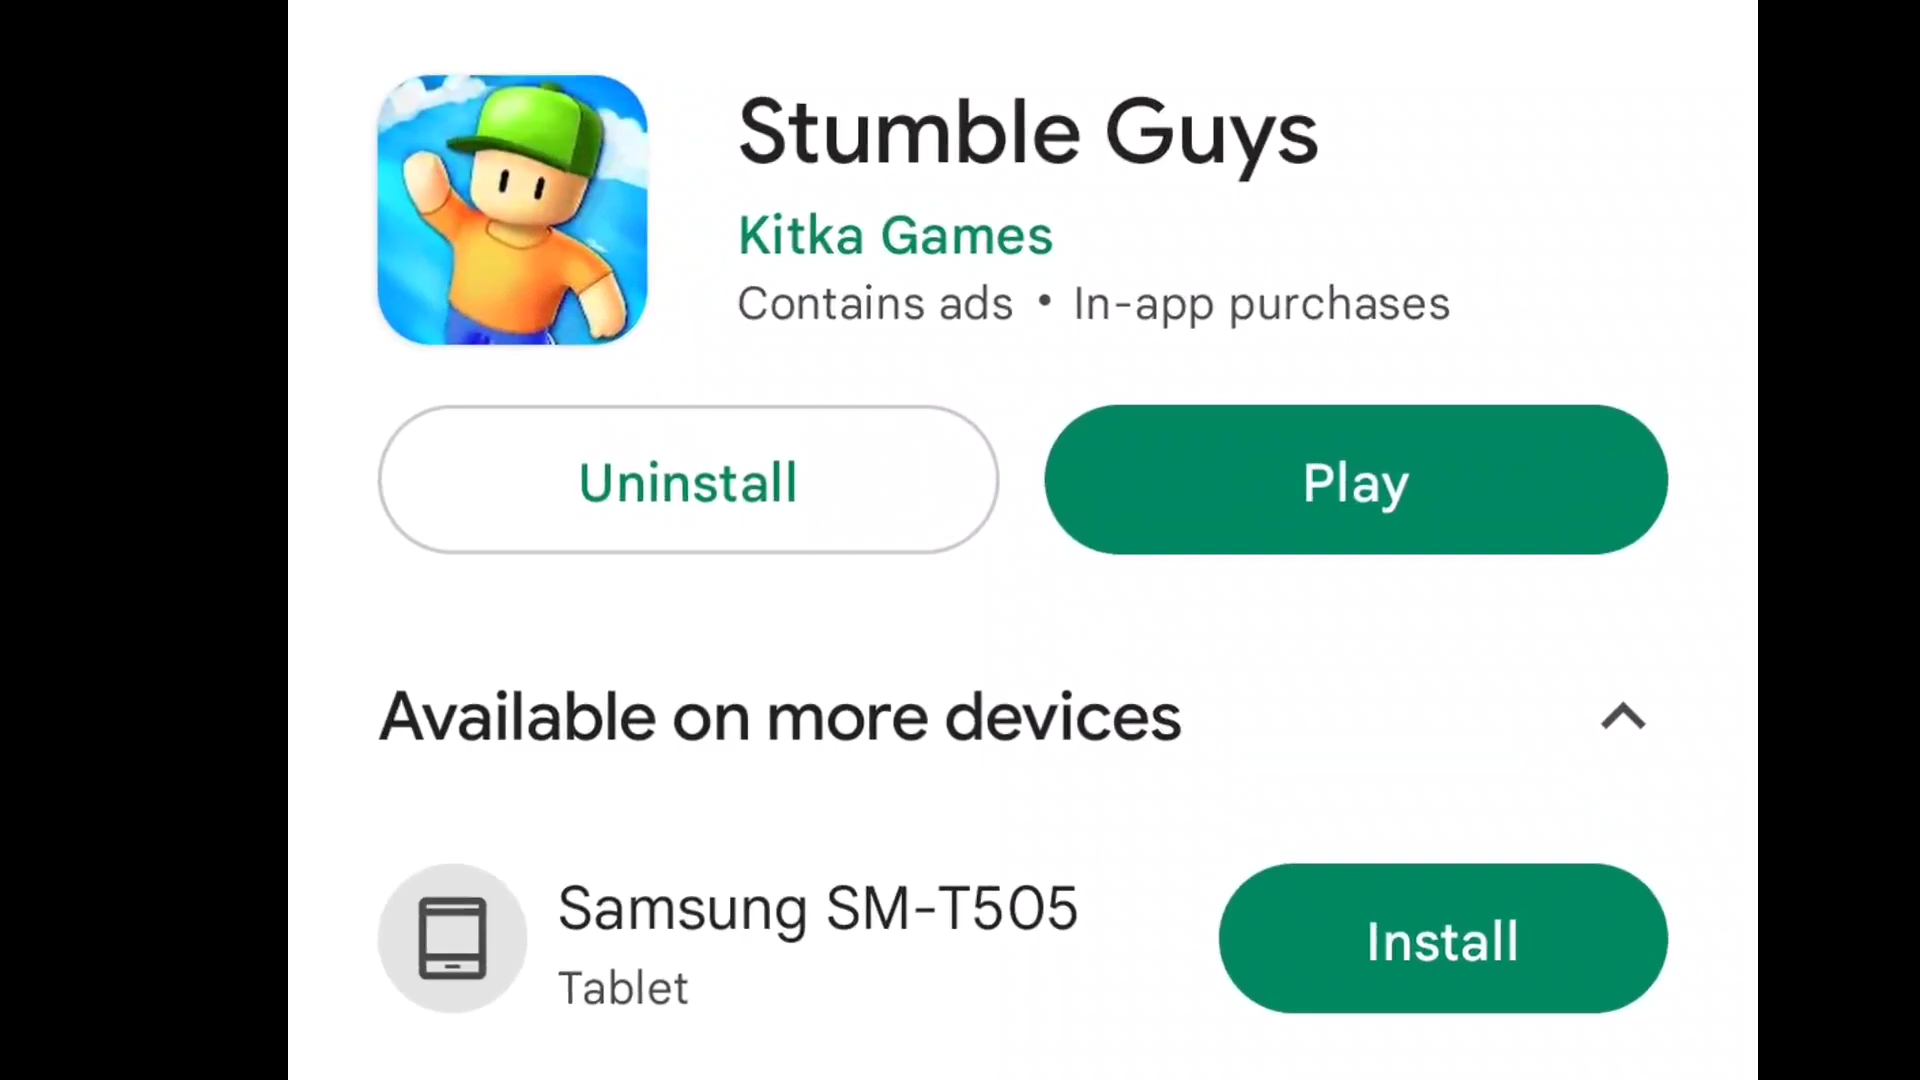 Stumble Guys
Kitka Games
Contains ads • In-app purchases
Uninstall
Play
Available on more devices
Samsung SM-T505
Tablet
Install